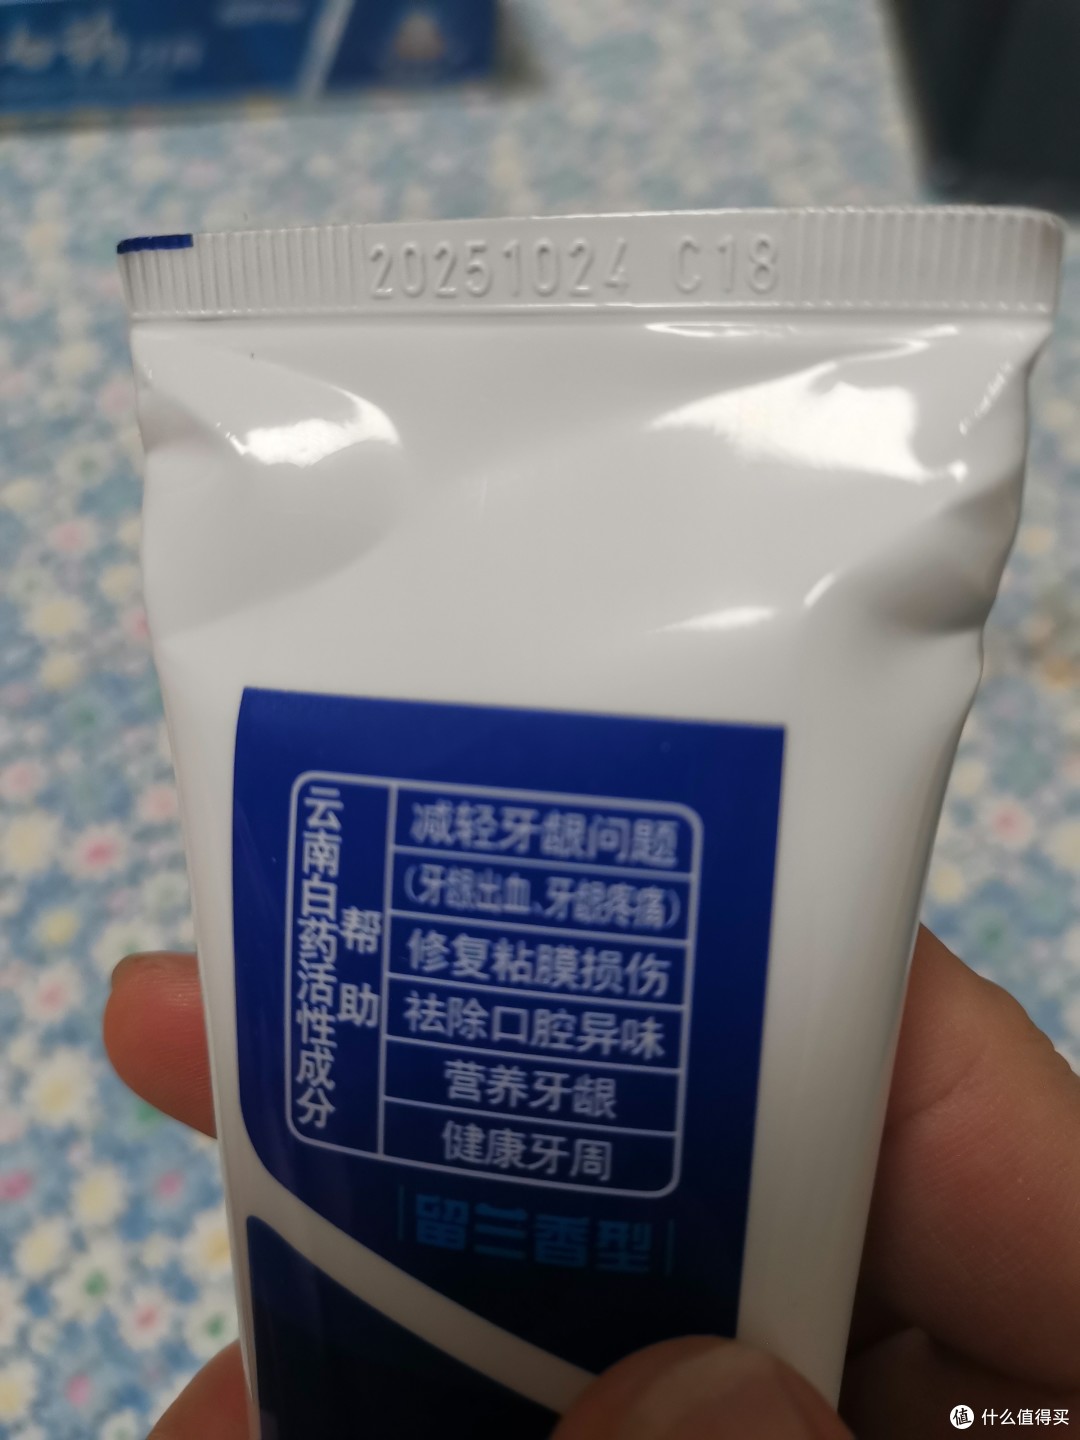 20251024 C18
云南白药活性成分
帮助
减轻牙龈问题
(牙龈出血、牙龈疼痛)
修复粘膜损伤
祛除口腔异味
营养牙龈
健康牙周
留兰香型
值 什么值得买